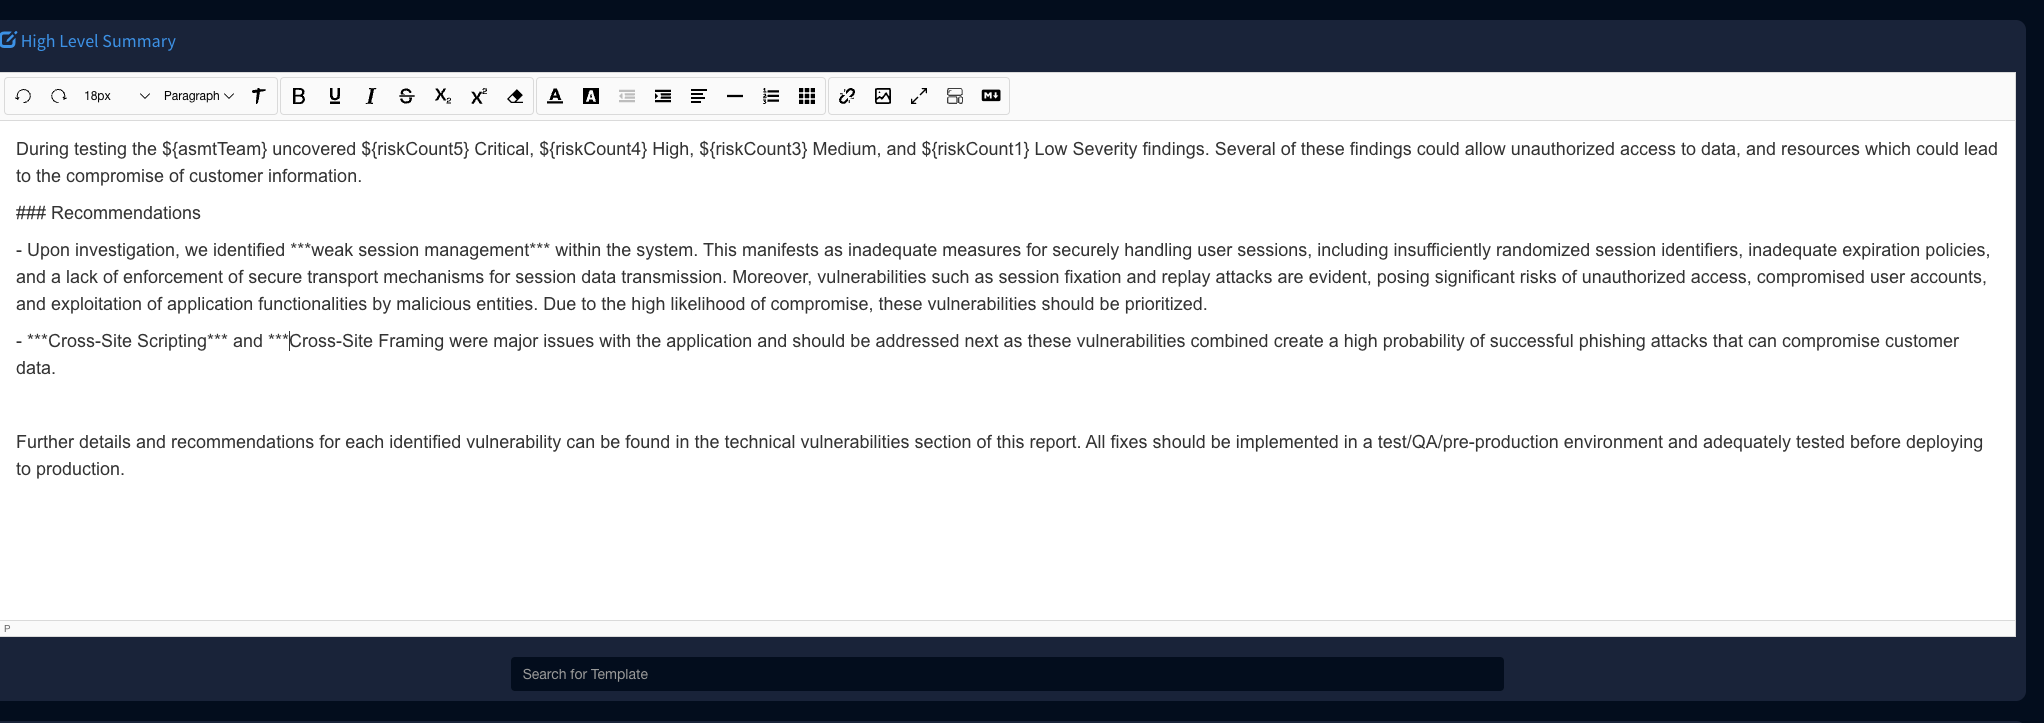 High Level Summary
18px Paragraph T B U I S X₂ X² A A M↓
During testing the ${asmtTeam} uncovered ${riskCount5} Critical, ${riskCount4} High, ${riskCount3} Medium, and ${riskCount1} Low Severity findings. Several of these findings could allow unauthorized access to data, and resources which could lead
to the compromise of customer information.
### Recommendations
- Upon investigation, we identified ***weak session management*** within the system. This manifests as inadequate measures for securely handling user sessions, including insufficiently randomized session identifiers, inadequate expiration policies,
and a lack of enforcement of secure transport mechanisms for session data transmission. Moreover, vulnerabilities such as session fixation and replay attacks are evident, posing significant risks of unauthorized access, compromised user accounts,
and exploitation of application functionalities by malicious entities. Due to the high likelihood of compromise, these vulnerabilities should be prioritized.
- ***Cross-Site Scripting*** and ***Cross-Site Framing were major issues with the application and should be addressed next as these vulnerabilities combined create a high probability of successful phishing attacks that can compromise customer
data.
Further details and recommendations for each identified vulnerability can be found in the technical vulnerabilities section of this report. All fixes should be implemented in a test/QA/pre-production environment and adequately tested before deploying
to production.
P
Search for Template